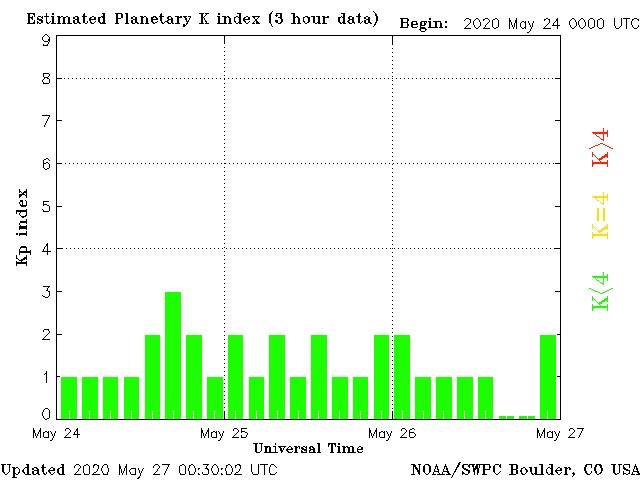 Estimated Planetary K index (3 hour data)
Begin: 2020 May 24 0000 UTC
9
8
7
6
5
4
3
2
1
0
Kp index
K>4
K=4
K<4
May 24
May 25
May 26
May 27
Universal Time
Updated 2020 May 27 00:30:02 UTC
NOAA/SWPC Boulder, CO USA